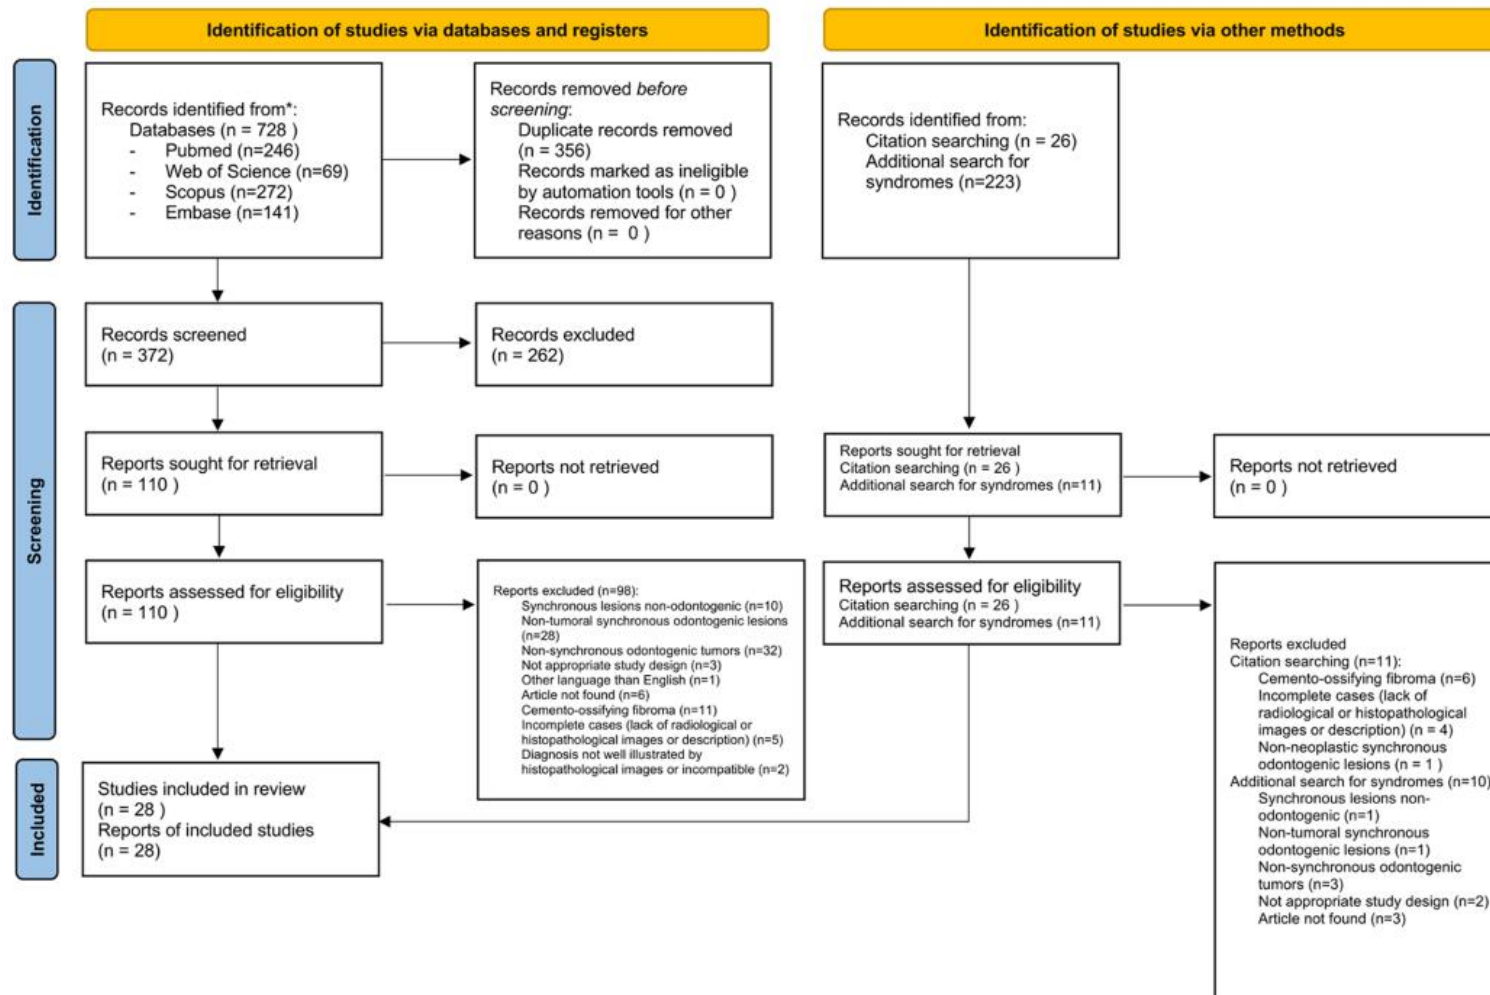 Identification of studies via databases and registers
Identification of studies via other methods
Identification
Records identified from*:
Databases (n = 728 )
- Pubmed (n=246)
- Web of Science (n=69)
- Scopus (n=272)
- Embase (n=141)
Records removed before
screening:
Duplicate records removed
(n = 356)
Records marked as ineligible
by automation tools (n = 0 )
Records removed for other
reasons (n = 0 )
Records identified from:
Citation searching (n = 26)
Additional search for
syndromes (n=223)
Screening
Records screened
(n = 372)
Records excluded
(n = 262)
Reports sought for retrieval
(n = 110 )
Reports not retrieved
(n = 0 )
Reports sought for retrieval
Citation searching (n = 26 )
Additional search for syndromes (n=11)
Reports not retrieved
(n = 0 )
Reports assessed for eligibility
(n = 110 )
Reports excluded (n=98):
Synchronous lesions non-odontogenic (n=10)
Non-tumoral synchronous odontogenic lesions
(n=28)
Non-synchronous odontogenic tumors (n=32)
Not appropriate study design (n=3)
Other language than English (n=1)
Article not found (n=6)
Cemento-ossifying fibroma (n=11)
Incomplete cases (lack of radiological or
histopathological images or description) (n=5)
Diagnosis not well illustrated by
histopathological images or incompatible (n=2)
Reports assessed for eligibility
Citation searching (n = 26 )
Additional search for syndromes (n=11)
Reports excluded
Citation searching (n=11):
Cemento-ossifying fibroma (n=6)
Incomplete cases (lack of
radiological or histopathological
images or description) (n = 4)
Non-neoplastic synchronous
odontogenic lesions (n = 1 )
Additional search for syndromes (n=10)
Synchronous lesions non-
odontogenic (n=1)
Non-tumoral synchronous
odontogenic lesions (n=1)
Non-synchronous odontogenic
tumors (n=3)
Not appropriate study design (n=2)
Article not found (n=3)
Included
Studies included in review
(n = 28 )
Reports of included studies
(n = 28)